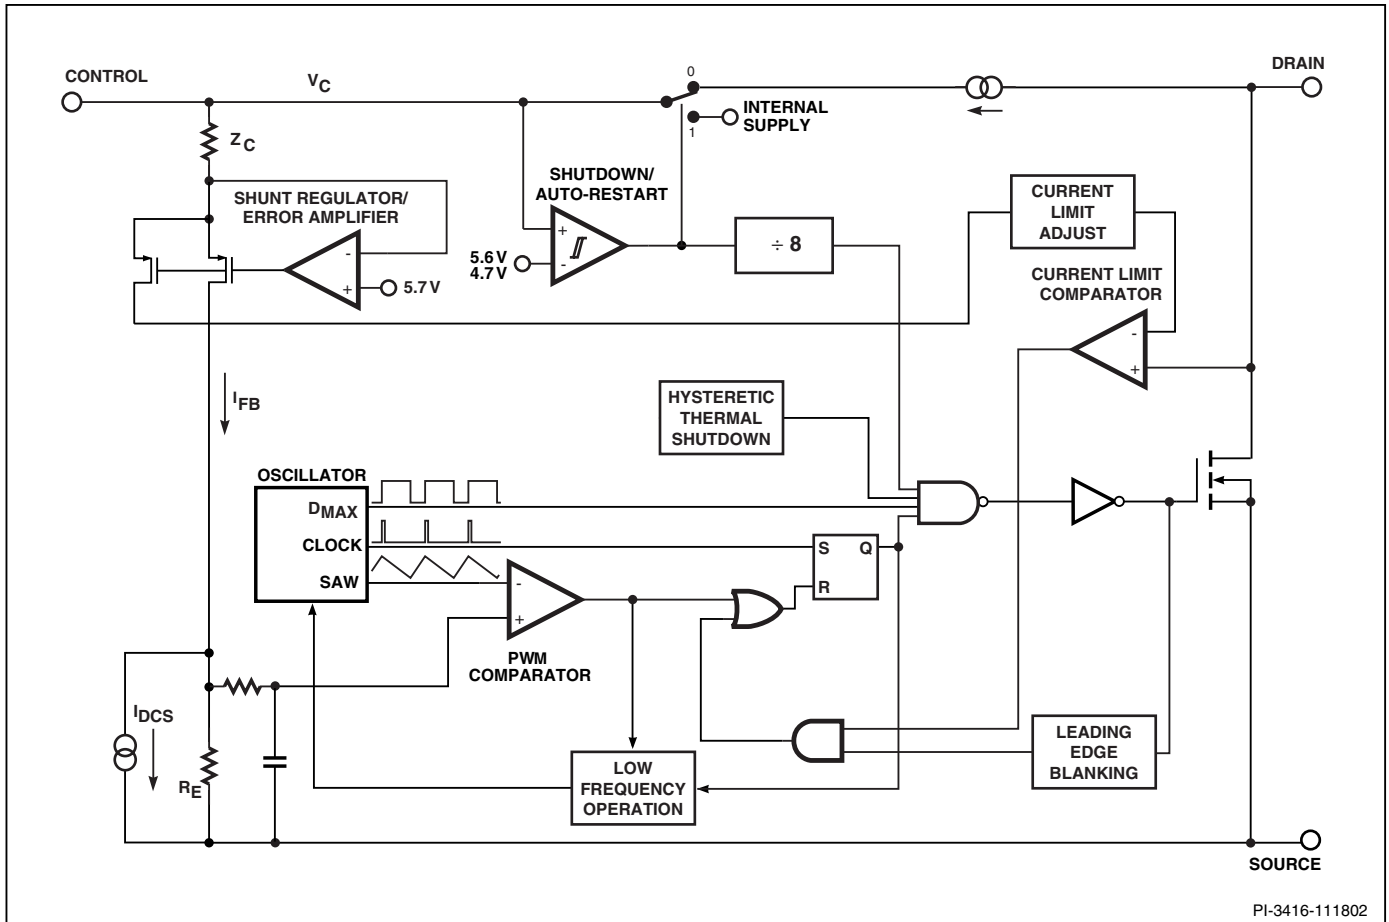 CONTROL
V_C
0
DRAIN
INTERNAL
SUPPLY
1
Z_C
SHUNT REGULATOR/
ERROR AMPLIFIER
-
+
5.7 V
SHUTDOWN/
AUTO-RESTART
+
-
5.6 V
4.7 V
÷ 8
CURRENT
LIMIT
ADJUST
CURRENT LIMIT
COMPARATOR
-
+
I_FB
HYSTERETIC
THERMAL
SHUTDOWN
OSCILLATOR
D_MAX
CLOCK
SAW
-
+
PWM
COMPARATOR
S Q
R
I_DCS
R_E
LOW
FREQUENCY
OPERATION
LEADING
EDGE
BLANKING
SOURCE
PI-3416-111802